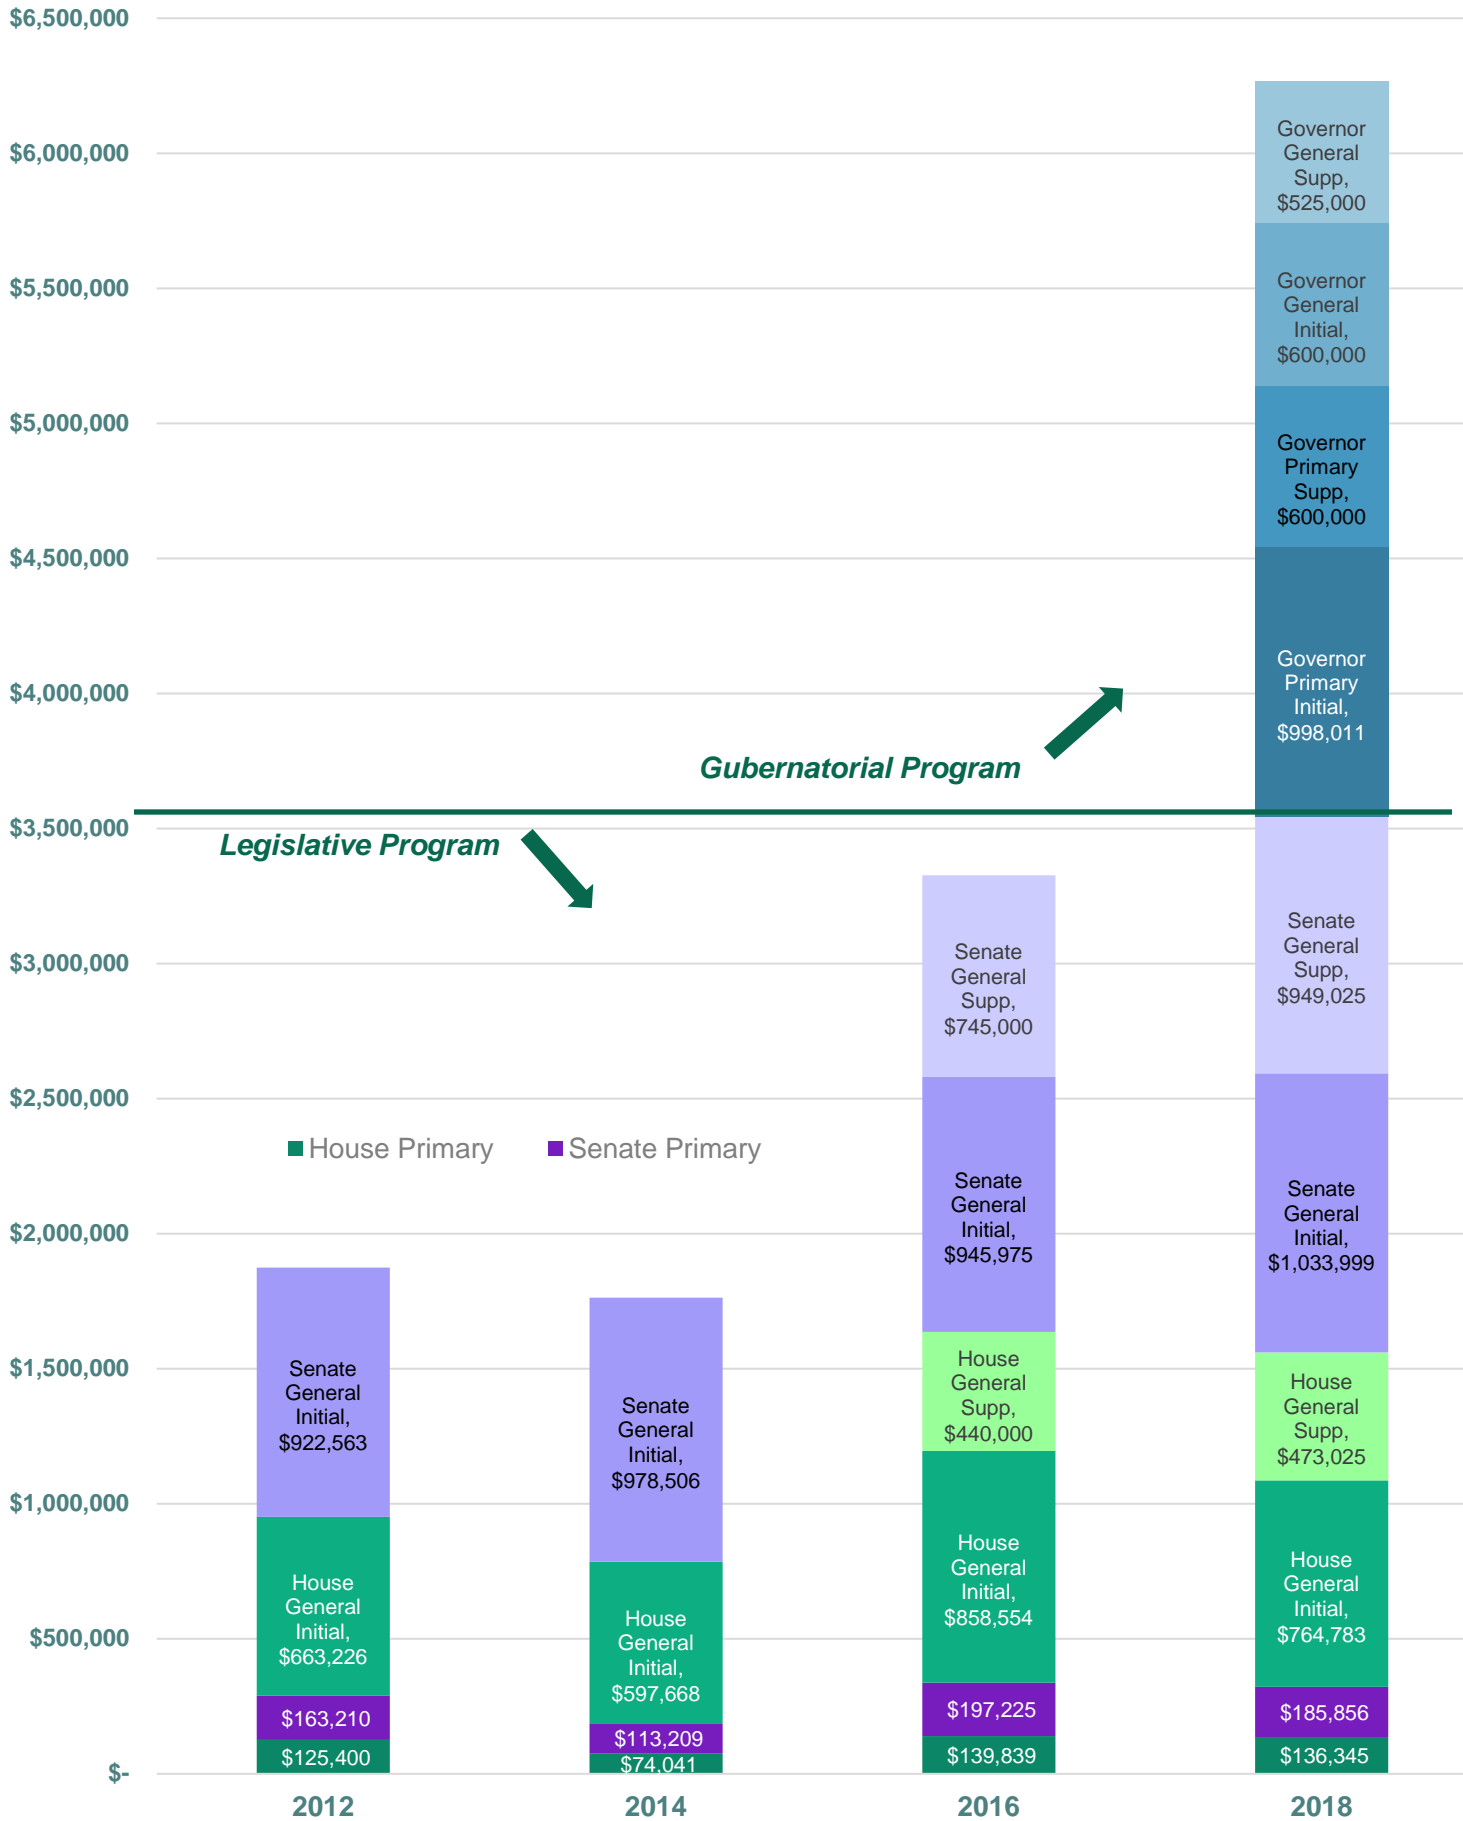 $6,500,000
$6,000,000
$5,500,000
$5,000,000
$4,500,000
$4,000,000
$3,500,000
$3,000,000
$2,500,000
$2,000,000
$1,500,000
$1,000,000
$500,000
$-
Gubernatorial Program
Legislative Program
House Primary
Senate Primary
Senate
General
Initial,
$922,563
House
General
Initial,
$663,226
$163,210
$125,400
2012
Senate
General
Initial,
$978,506
House
General
Initial,
$597,668
$113,209
$74,041
2014
Senate
General
Supp,
$745,000
Senate
General
Initial,
$945,975
House
General
Supp,
$440,000
House
General
Initial,
$858,554
$197,225
$139,839
2016
Governor
General
Supp,
$525,000
Governor
General
Initial,
$600,000
Governor
Primary
Supp,
$600,000
Governor
Primary
Initial,
$998,011
Senate
General
Supp,
$949,025
Senate
General
Initial,
$1,033,999
House
General
Supp,
$473,025
House
General
Initial,
$764,783
$185,856
$136,345
2018